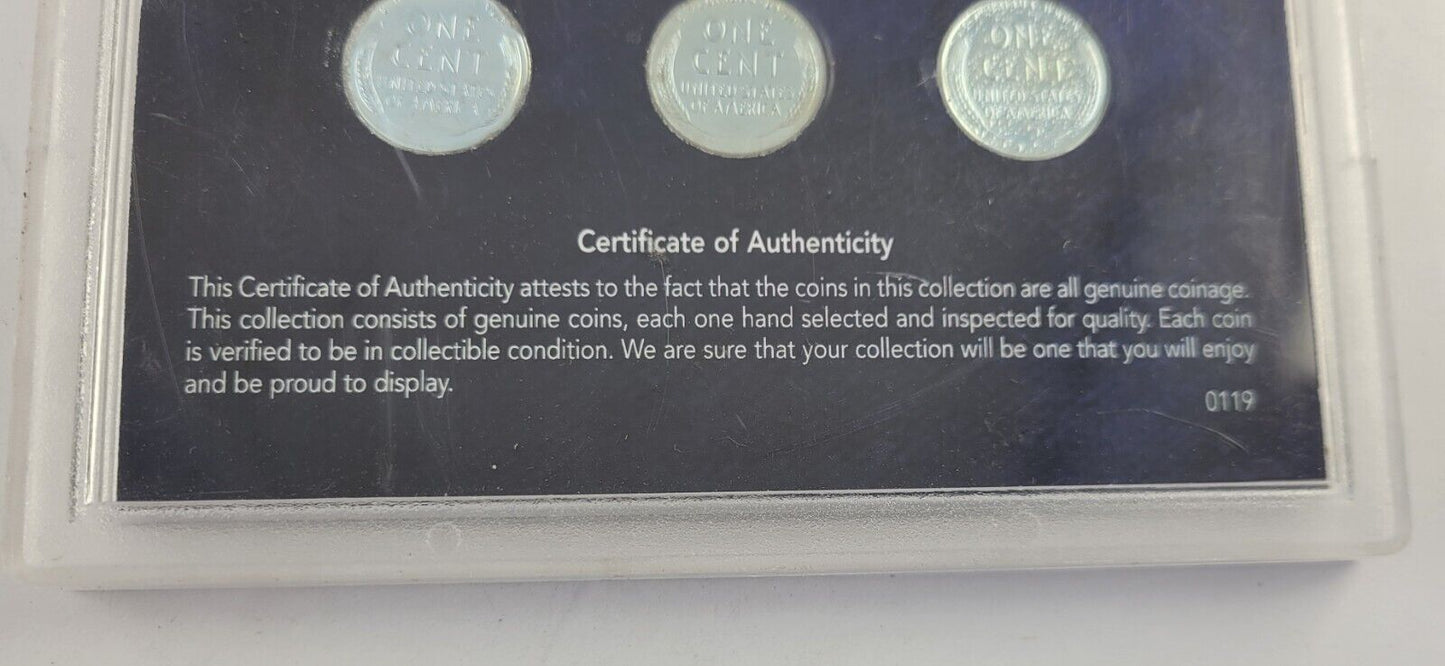 ONE ONE ONE
CENT CENT CENT
UNITED STATES UNITED STATES UNITED STATES
OF AMERICA OF AMERICA OF AMERICA
Certificate of Authenticity
This Certificate of Authenticity attests to the fact that the coins in this collection are all genuine coinage.
This collection consists of genuine coins, each one hand selected and inspected for quality. Each coin
is verified to be in collectible condition. We are sure that your collection will be one that you will enjoy
and be proud to display.
0119